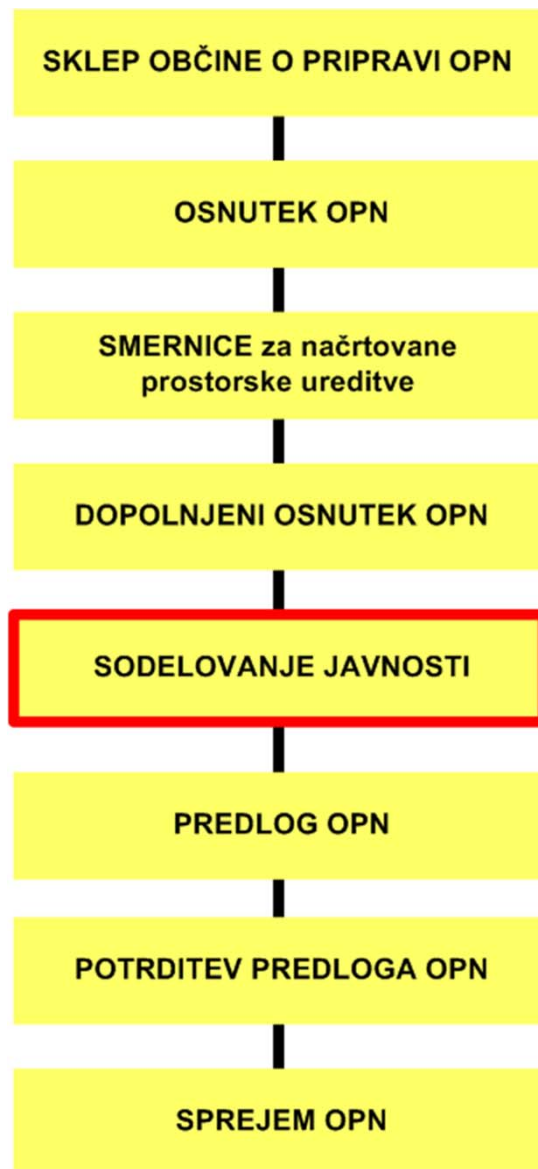 SKLEP OBČINE O PRIPRAVI OPN
OSNUTEK OPN
SMERNICE za načrtovane
prostorske ureditve
DOPOLNJENI OSNUTEK OPN
SODELOVANJE JAVNOSTI
PREDLOG OPN
POTRDITEV PREDLOGA OPN
SPREJEM OPN